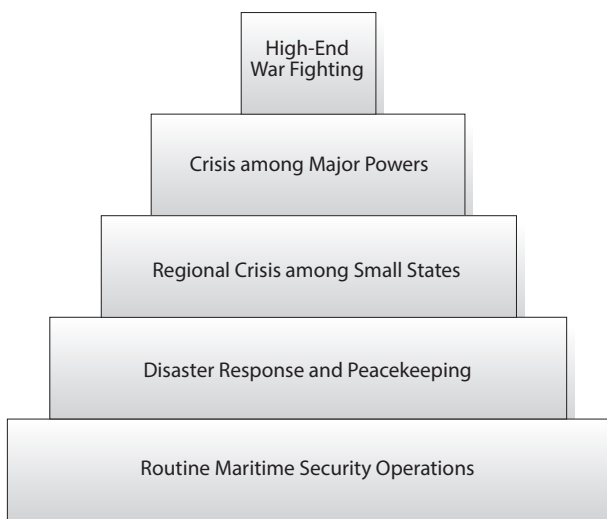 High-End
War Fighting
Crisis among Major Powers
Regional Crisis among Small States
Disaster Response and Peacekeeping
Routine Maritime Security Operations